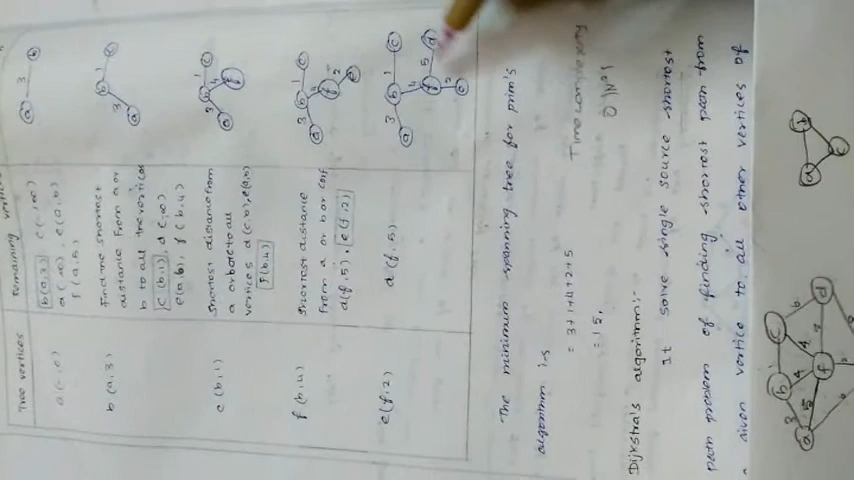 Tree vertices Remaining vertices
a(-,0) b(a,3) c(-,∞)
d(-,∞), e(a,6)
f(a,5)
b(a,3) Find the shortest
distance from a or
b to all the vertices
c(b,1), d(-,∞)
e(a,6), f(b,4)
c(b,1) Shortest distance from
a or b or c to all
vertices d(c,6), e(a,6)
f(b,4)
f(b,4) Shortest distance
from a or b or c or f
d(f,5), e(f,2)
e(f,2) d(f,5)
The minimum spanning tree for prim's
algorithm is
= 3+1+4+2+5
= 15.
Time complexity
Dijkstra's algorithm:-
It solve single source shortest
path problem of finding shortest path from
a given vertex to all other vertices of